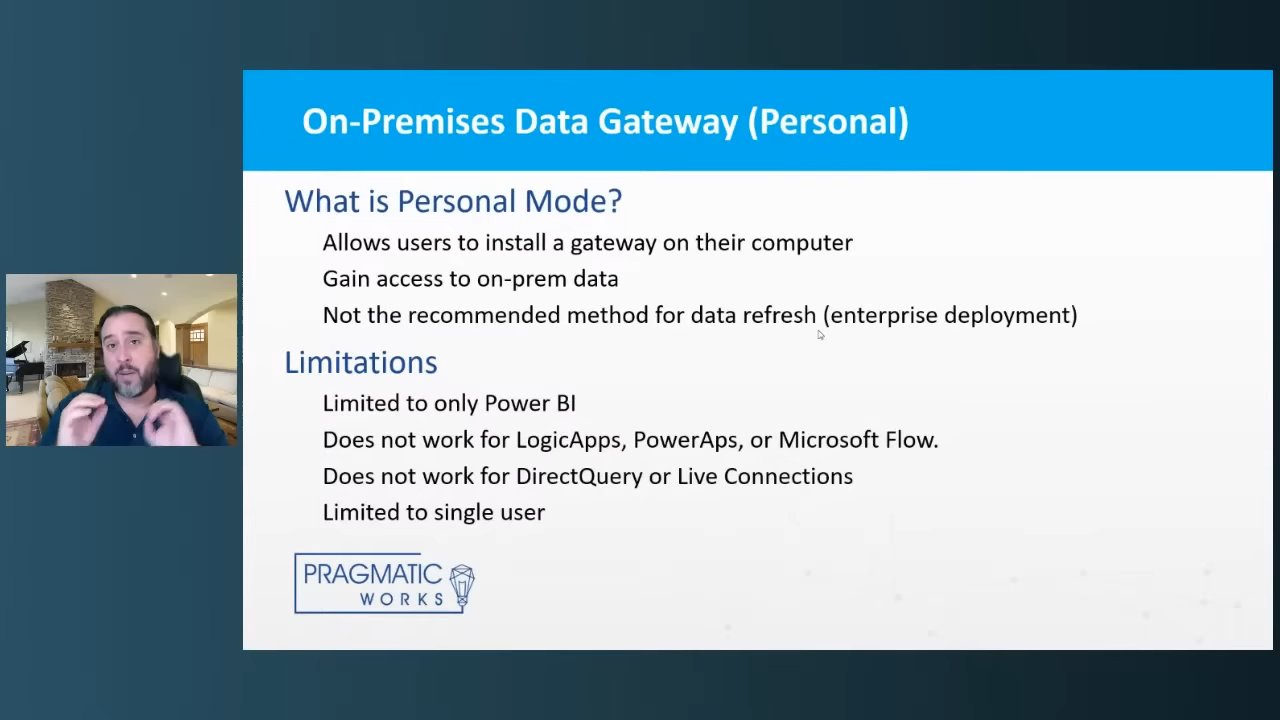 On-Premises Data Gateway (Personal)
What is Personal Mode?
Allows users to install a gateway on their computer
Gain access to on-prem data
Not the recommended method for data refresh (enterprise deployment)
Limitations
Limited to only Power BI
Does not work for LogicApps, PowerAps, or Microsoft Flow.
Does not work for DirectQuery or Live Connections
Limited to single user
PRAGMATIC
WORKS